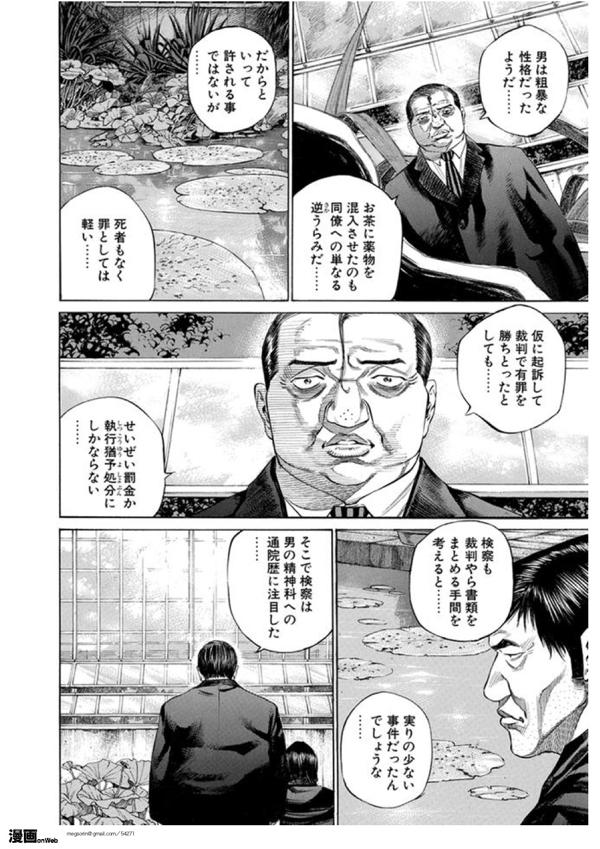 男は粗暴な
性格だった
ようだ……
お茶に薬物を
混入させたのも
同僚への単なる
逆うらみだ……
だからと
いって
許される事
ではないが
……
死者もなく
罪としては
軽い……
仮に起訴して
裁判で有罪を
勝ちとったと
しても……
せいぜい罰金か
執行猶予処分に
しかならない
……
検察も
裁判やら書類を
まとめる手間を
考えると……
実りの少ない
事件だったん
でしょうな
……
そこで検察は
男の精神科への
通院歴に注目した
……
漫画onWeb
megaorin@gmail.com/54271